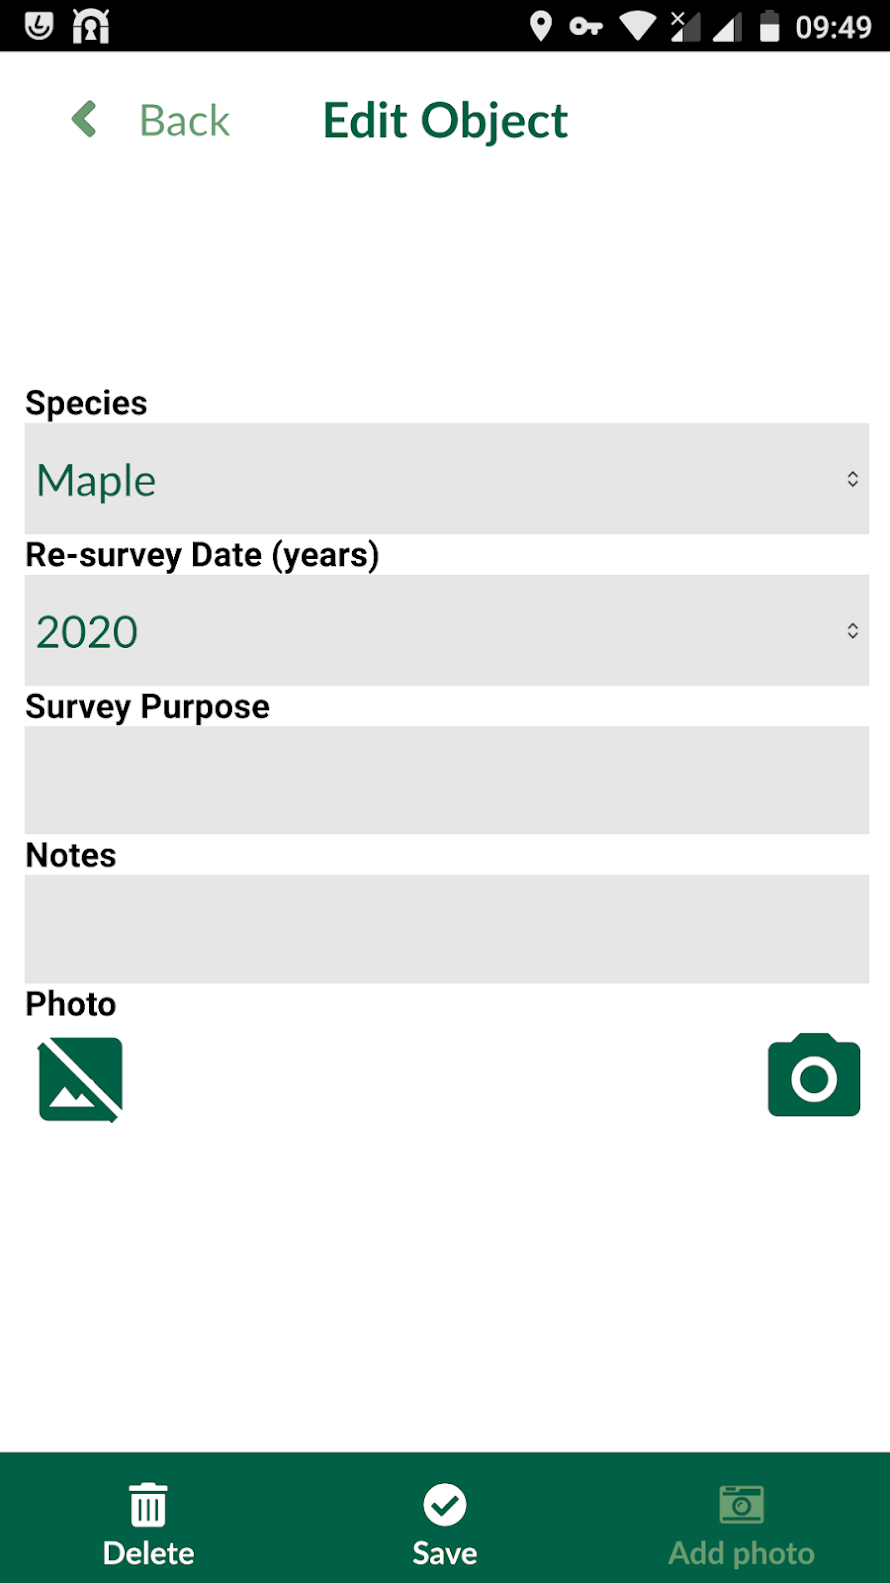 09:49
Back
Edit Object
Species
Maple
Re-survey Date (years)
2020
Survey Purpose
Notes
Photo
Delete
Save
Add photo